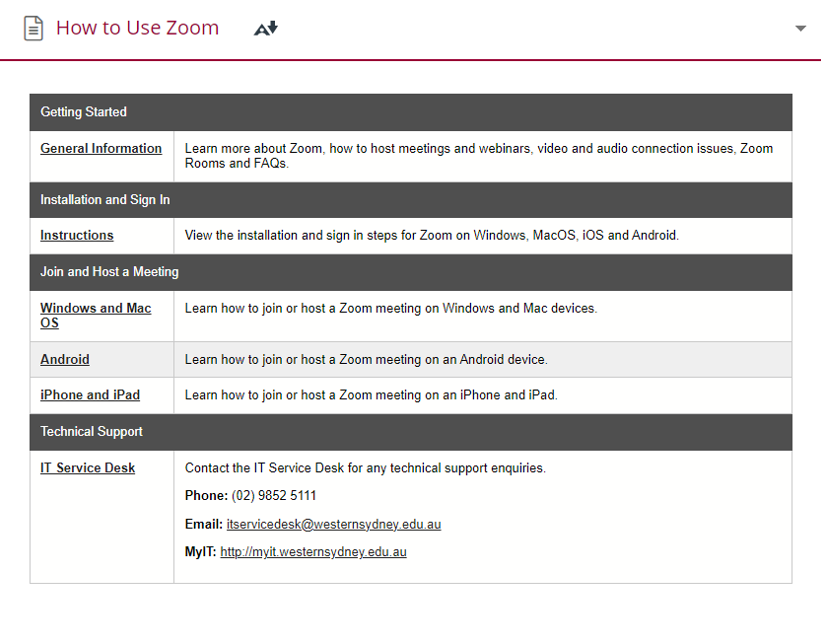 How to Use Zoom
Getting Started
General Information
Learn more about Zoom, how to host meetings and webinars, video and audio connection issues, Zoom
Rooms and FAQs.
Installation and Sign In
Instructions
View the installation and sign in steps for Zoom on Windows, MacOS, iOS and Android.
Join and Host a Meeting
Windows and Mac
OS
Learn how to join or host a Zoom meeting on Windows and Mac devices.
Android
Learn how to join or host a Zoom meeting on an Android device.
iPhone and iPad
Learn how to join or host a Zoom meeting on an iPhone and iPad.
Technical Support
IT Service Desk
Contact the IT Service Desk for any technical support enquiries.
Phone: (02) 9852 5111
Email: itservicedesk@westernsydney.edu.au
MyIT: http://myit.westernsydney.edu.au